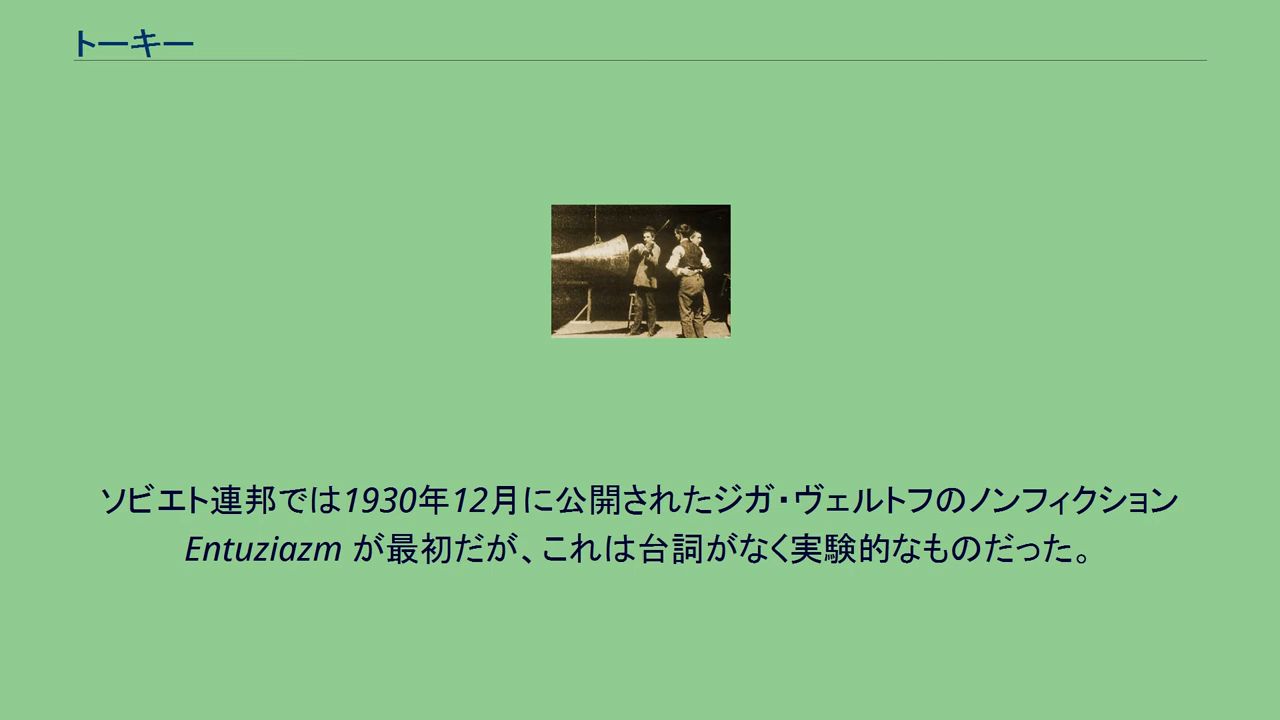 トーキー
ソビエト連邦では1930年12月に公開されたジガ・ヴェルトフのノンフィクション
Entuziazm が最初だが、これは台詞がなく実験的なものだった。